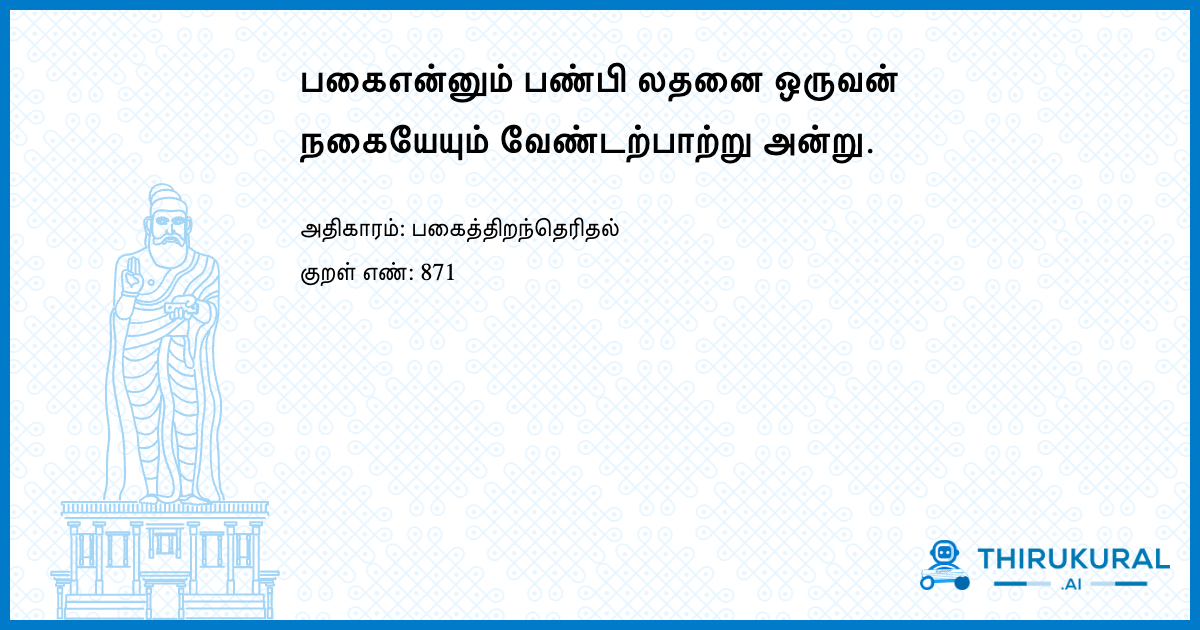 பகைஎன்னும் பண்பி லதனை ஒருவன்
நகையேயும் வேண்டற்பாற்று அன்று.
அதிகாரம்: பகைத்திறந்தெரிதல்
குறள் எண்: 871
THIRUKURAL
.AI